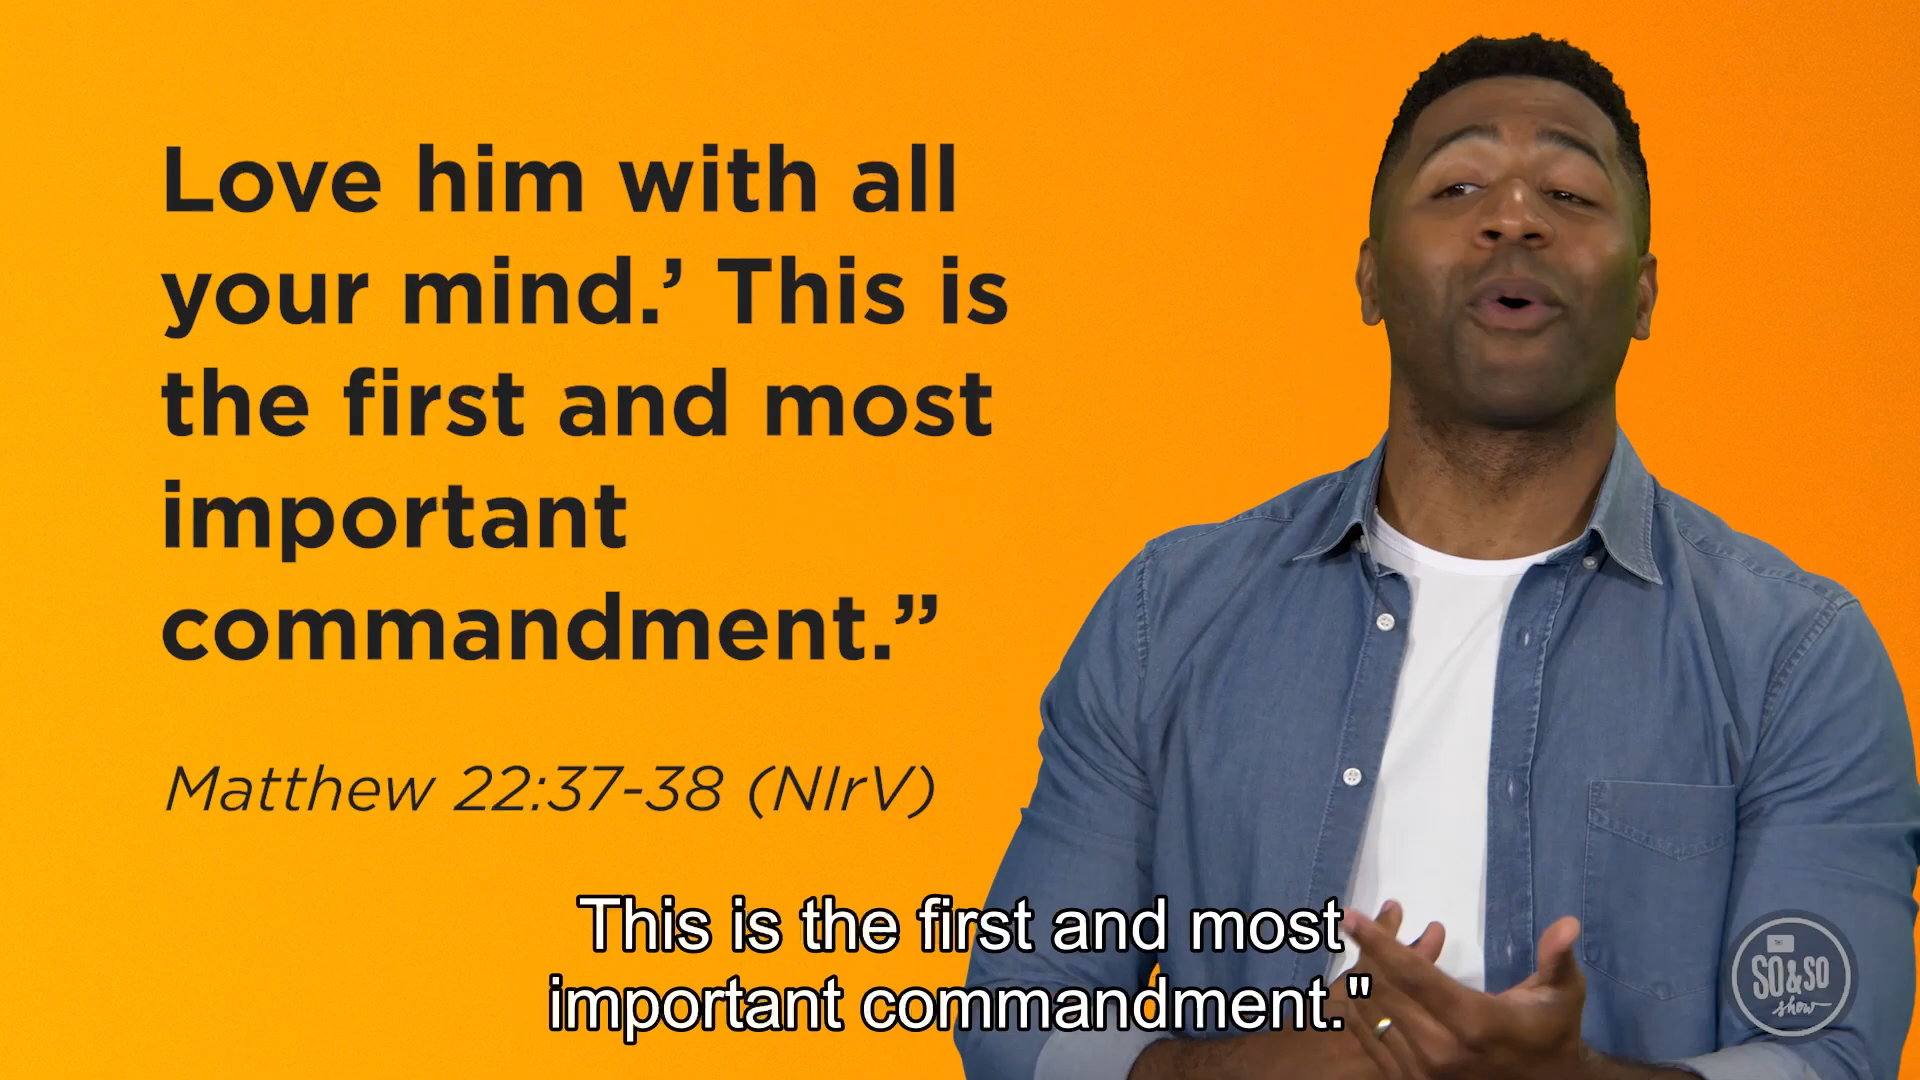 Love him with all
your mind.’ This is
the first and most
important
commandment.”
Matthew 22:37-38 (NIrV)
This is the first and most
important commandment."
SO&SO
show